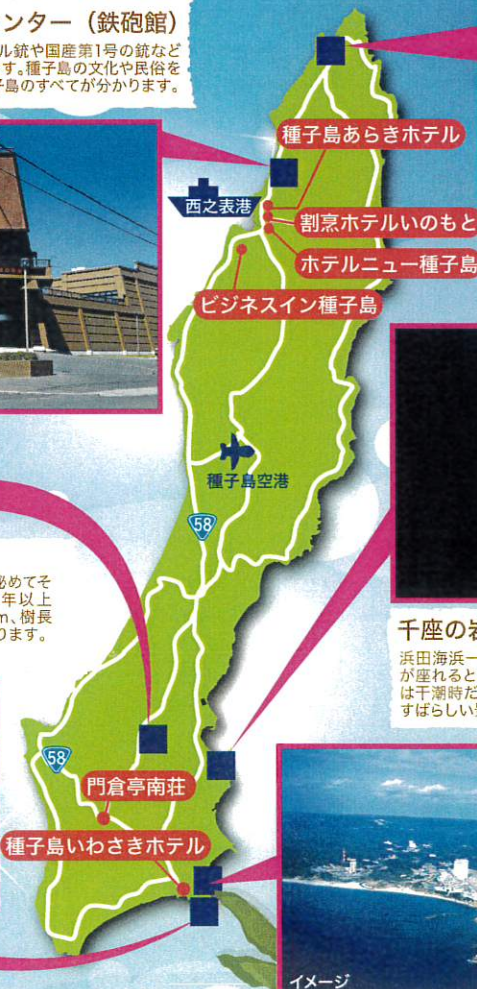 ンター（鉄砲館）
ル銃や国産第1号の銃など
す。種子島の文化や民俗を
子島のすべてが分かります。
種子島あらきホテル
西之表港
割烹ホテルいのもと
ホテルニュー種子島
ビジネスイン種子島
種子島空港
58
秘めてそ
年以上
m、樹長
ります。
千座の岩
浜田海浜一
が座れると
は干潮時だ
すばらしい
58
門倉亭南荘
種子島いわさきホテル
イメージ